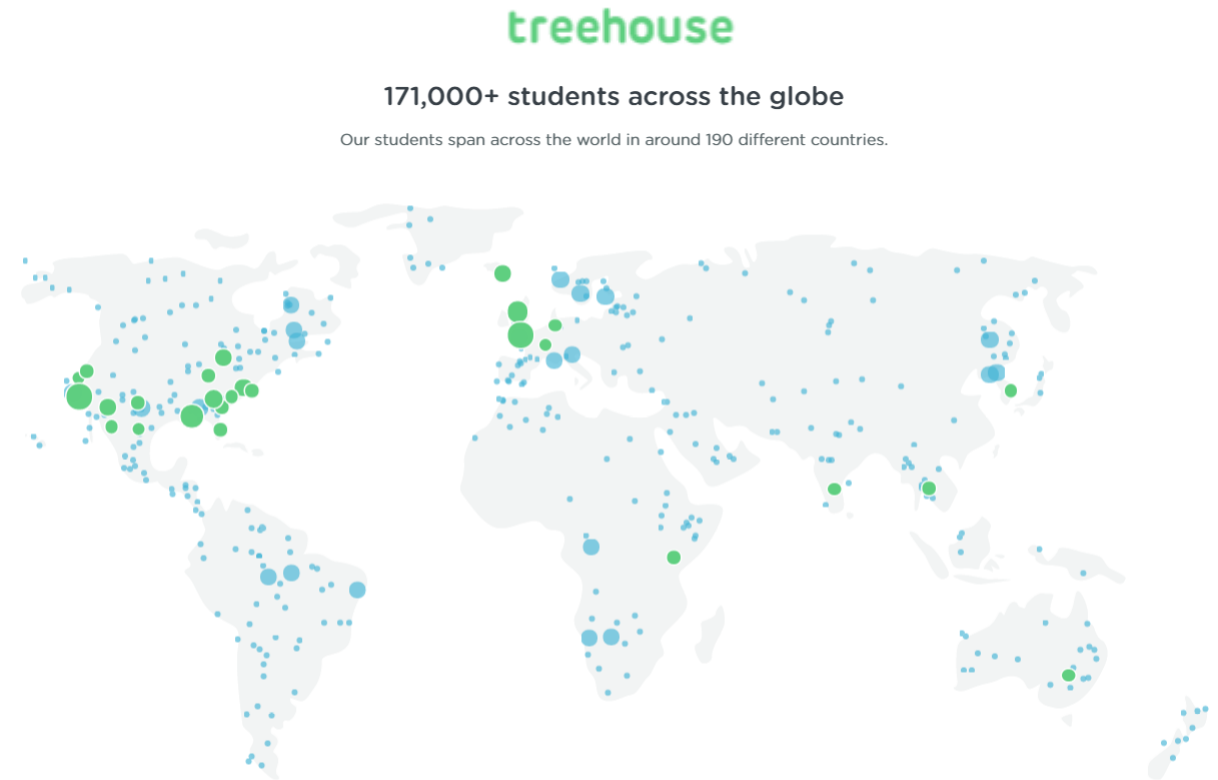 treehouse
171,000+ students across the globe
Our students span across the world in around 190 different countries.